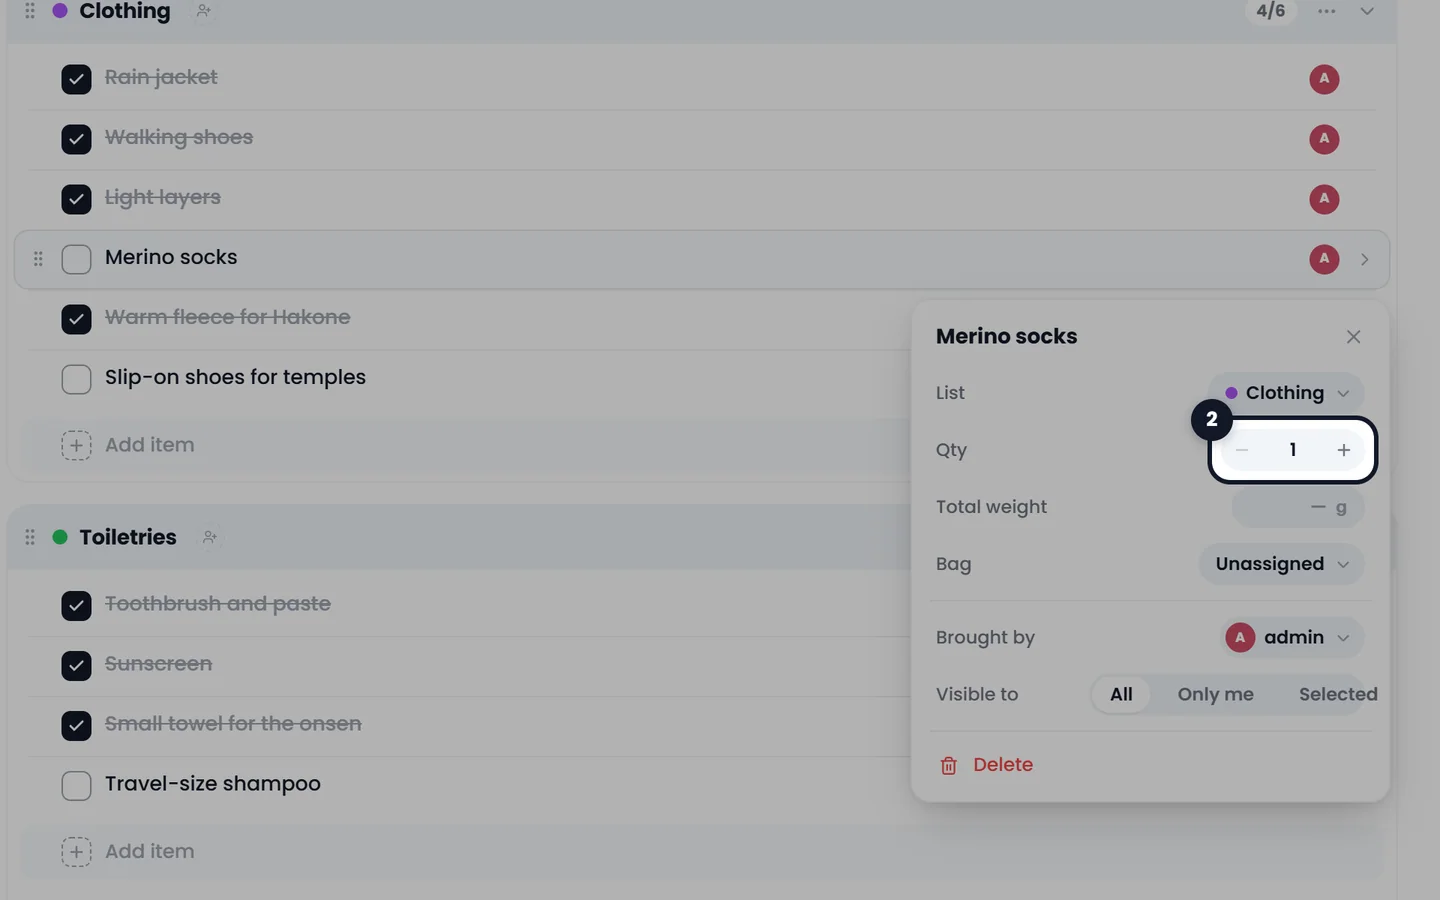 Clothing 4/6
Rain jacket A
Walking shoes A
Light layers A
Merino socks A
Warm fleece for Hakone
Slip-on shoes for temples
Add item
Merino socks
List Clothing
2
Qty 1
Total weight — g
Bag Unassigned
Brought by A admin
Visible to All Only me Selected
Delete
Toiletries
Toothbrush and paste
Sunscreen
Small towel for the onsen
Travel-size shampoo
Add item